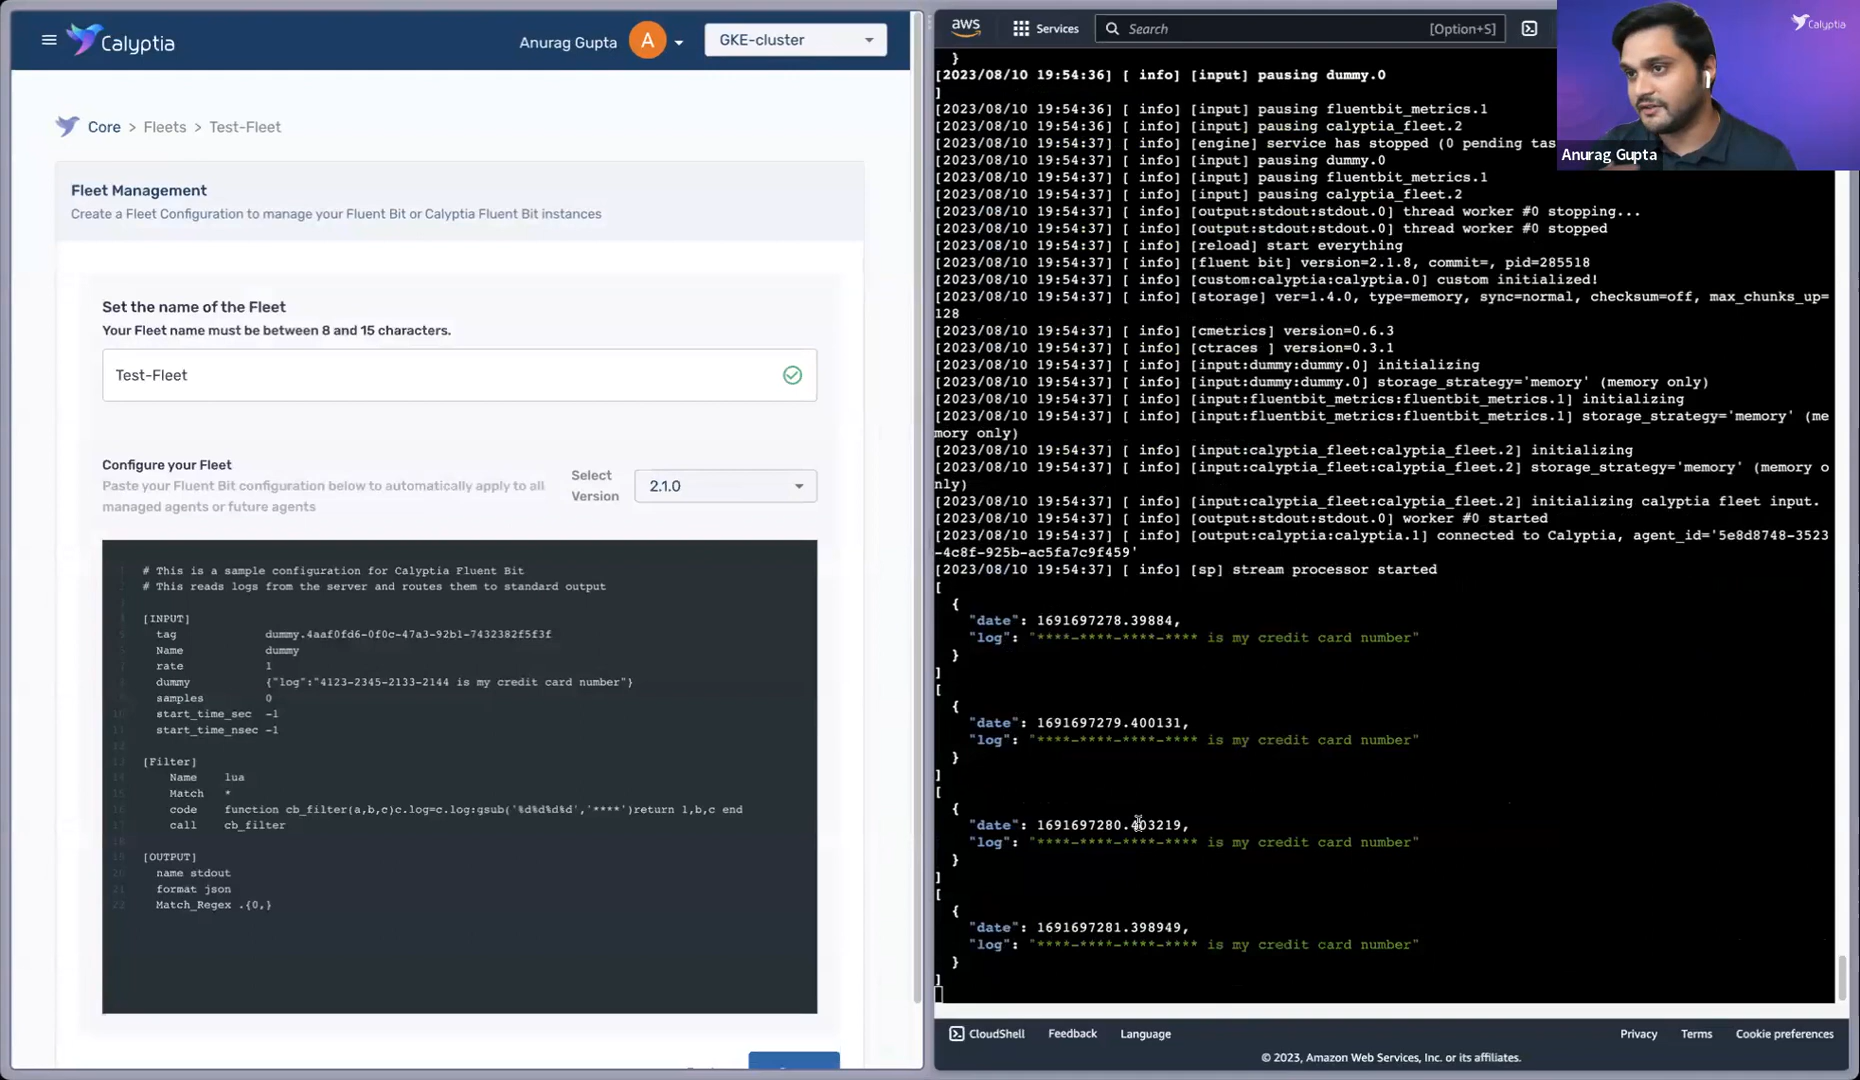 Calyptia
Anurag Gupta
A
GKE-cluster
Core > Fleets > Test-Fleet
Fleet Management
Create a Fleet Configuration to manage your Fluent Bit or Calyptia Fluent Bit instances
Set the name of the Fleet
Your Fleet name must be between 8 and 15 characters.
Test-Fleet
Configure your Fleet
Paste your Fluent Bit configuration below to automatically apply to all
managed agents or future agents
Select
Version
2.1.0
# This is a sample configuration for Calyptia Fluent Bit
# This reads logs from the server and routes them to standard output
[INPUT]
tag dummy.4aaf0fd6-0f0c-47a3-92b1-7432382f5f3f
Name dummy
rate 1
dummy {"log":"4123-2345-2133-2144 is my credit card number"}
samples 0
start_time_sec -1
start_time_nsec -1
[Filter]
Name lua
Match *
code function cb_filter(a,b,c)c.log=c.log:gsub('%d%d%d%d','****')return 1,b,c end
call cb_filter
[OUTPUT]
name stdout
format json
Match_Regex .{0,}
aws
Services
Search
[Option+S]
}
[2023/08/10 19:54:36] [ info] [input] pausing dummy.0
]
[2023/08/10 19:54:36] [ info] [input] pausing fluentbit_metrics.1
[2023/08/10 19:54:36] [ info] [input] pausing calyptia_fleet.2
[2023/08/10 19:54:37] [ info] [engine] service has stopped (0 pending tas
[2023/08/10 19:54:37] [ info] [input] pausing dummy.0
[2023/08/10 19:54:37] [ info] [input] pausing fluentbit_metrics.1
[2023/08/10 19:54:37] [ info] [input] pausing calyptia_fleet.2
[2023/08/10 19:54:37] [ info] [output:stdout:stdout.0] thread worker #0 stopping...
[2023/08/10 19:54:37] [ info] [output:stdout:stdout.0] thread worker #0 stopped
[2023/08/10 19:54:37] [ info] [reload] start everything
[2023/08/10 19:54:37] [ info] [fluent bit] version=2.1.8, commit=, pid=285518
[2023/08/10 19:54:37] [ info] [custom:calyptia:calyptia.0] custom initialized!
[2023/08/10 19:54:37] [ info] [storage] ver=1.4.0, type=memory, sync=normal, checksum=off, max_chunks_up=
128
[2023/08/10 19:54:37] [ info] [cmetrics] version=0.6.3
[2023/08/10 19:54:37] [ info] [ctraces ] version=0.3.1
[2023/08/10 19:54:37] [ info] [input:dummy:dummy.0] initializing
[2023/08/10 19:54:37] [ info] [input:dummy:dummy.0] storage_strategy='memory' (memory only)
[2023/08/10 19:54:37] [ info] [input:fluentbit_metrics:fluentbit_metrics.1] initializing
[2023/08/10 19:54:37] [ info] [input:fluentbit_metrics:fluentbit_metrics.1] storage_strategy='memory' (me
mory only)
[2023/08/10 19:54:37] [ info] [input:calyptia_fleet:calyptia_fleet.2] initializing
[2023/08/10 19:54:37] [ info] [input:calyptia_fleet:calyptia_fleet.2] storage_strategy='memory' (memory o
nly)
[2023/08/10 19:54:37] [ info] [input:calyptia_fleet:calyptia_fleet.2] initializing calyptia fleet input.
[2023/08/10 19:54:37] [ info] [output:stdout:stdout.0] worker #0 started
[2023/08/10 19:54:37] [ info] [output:calyptia:calyptia.1] connected to Calyptia, agent_id='5e8d8748-3523
-4c8f-925b-ac5fa7c9f459'
[2023/08/10 19:54:37] [ info] [sp] stream processor started
[
{
"date": 1691697278.39884,
"log": "****-****-****-**** is my credit card number"
}
]
[
{
"date": 1691697279.400131,
"log": "****-****-****-**** is my credit card number"
}
]
[
{
"date": 1691697280.403219,
"log": "****-****-****-**** is my credit card number"
}
]
[
{
"date": 1691697281.398949,
"log": "****-****-****-**** is my credit card number"
}
]
CloudShell
Feedback
Language
Privacy
Terms
Cookie preferences
© 2023, Amazon Web Services, Inc. or its affiliates.
Calyptia
Anurag Gupta